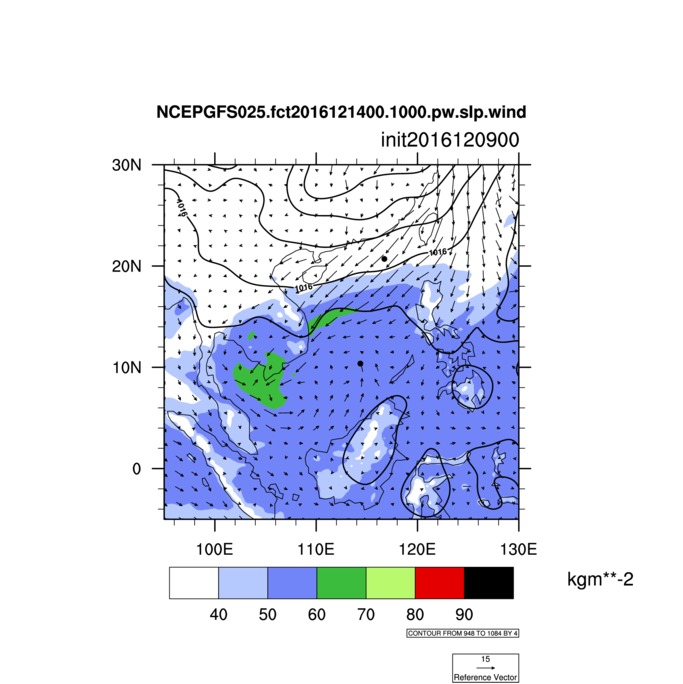 NCEPGFS025.fct2016121400.1000.pw.slp.wind
init2016120900
30N
1016
20N
1016
1016
10N
0
100E 110E 120E 130E
kgm**-2
40 50 60 70 80 90
CONTOUR FROM 948 TO 1084 BY 4
15
Reference Vector